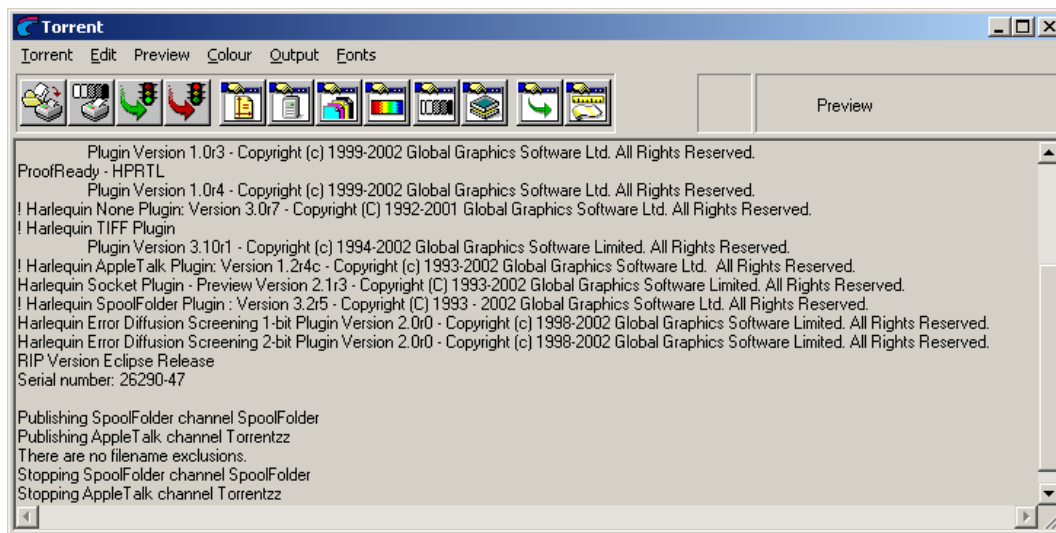 Torrent
Torrent Edit Preview Colour Output Fonts
Preview
Plugin Version 1.0r3 - Copyright (c) 1999-2002 Global Graphics Software Ltd. All Rights Reserved.
ProofReady - HPRTL
Plugin Version 1.0r4 - Copyright (c) 1999-2002 Global Graphics Software Ltd. All Rights Reserved.
! Harlequin None Plugin: Version 3.0r7 - Copyright (C) 1992-2001 Global Graphics Software Ltd. All Rights Reserved.
! Harlequin TIFF Plugin
Plugin Version 3.10r1 - Copyright (c) 1994-2002 Global Graphics Software Limited. All Rights Reserved.
! Harlequin AppleTalk Plugin: Version 1.2r4c - Copyright (c) 1993-2002 Global Graphics Software Ltd.  All Rights Reserved.
Harlequin Socket Plugin - Preview Version 2.1r3 - Copyright (C) 1993-2002 Global Graphics Software Limited. All Rights Reserved.
! Harlequin SpoolFolder Plugin : Version 3.2r5 - Copyright (C) 1993 - 2002 Global Graphics Software Ltd. All Rights Reserved.
Harlequin Error Diffusion Screening 1-bit Plugin Version 2.0r0 - Copyright (c) 1998-2002 Global Graphics Software Limited. All Rights Reserved.
Harlequin Error Diffusion Screening 2-bit Plugin Version 2.0r0 - Copyright (c) 1998-2002 Global Graphics Software Limited. All Rights Reserved.
RIP Version Eclipse Release
Serial number: 26290-47
Publishing SpoolFolder channel SpoolFolder
Publishing AppleTalk channel Torrentzz
There are no filename exclusions.
Stopping SpoolFolder channel SpoolFolder
Stopping AppleTalk channel Torrentzz